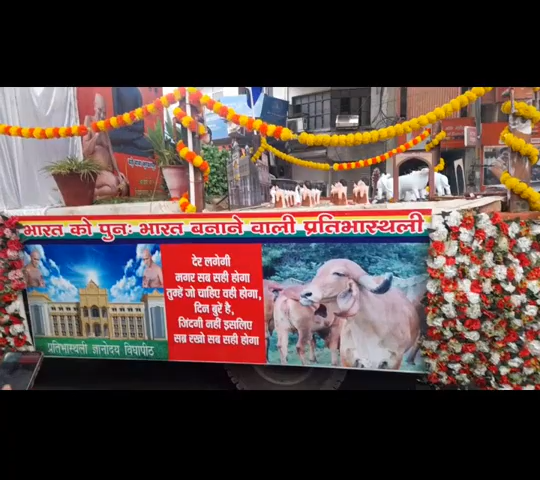 भारत को पुनः भारत बनाने वाली प्रतिभास्थली
देर लगेगी
मगर सब सही होगा
तुम्हे जो चाहिए वही होगा,
दिन बुरें है,
जिंदगी नहीं इसलिए
सब्र रखो सब सही होगा
प्रतिभास्थली ज्ञानोदय विद्यापीठ